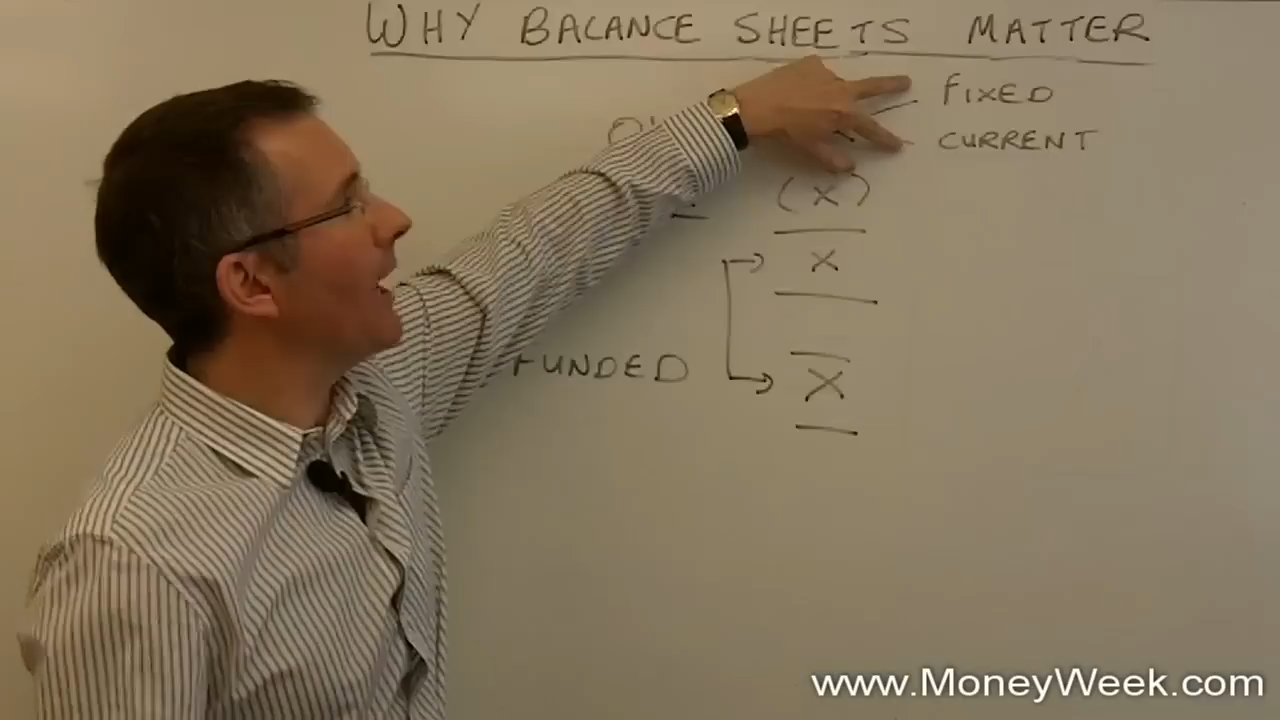 WHY BALANCE SHEETS MATTER
FIXED
CURRENT
(X)
X
FUNDED
X
www.MoneyWeek.com